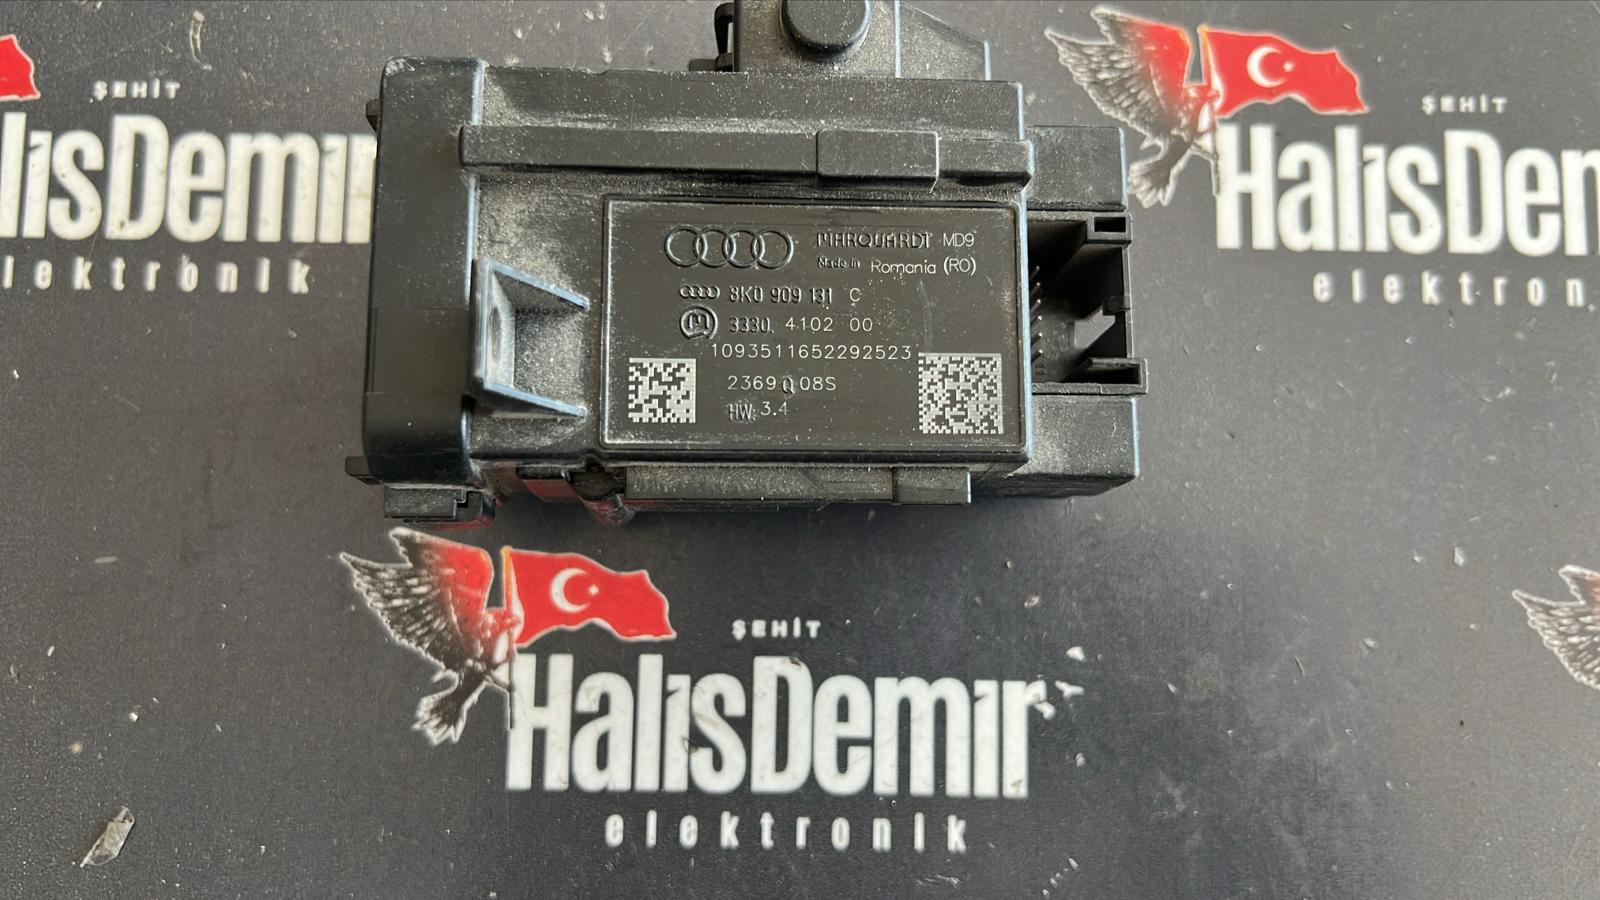 ŞEHİT
HalısDemır
elektronik
ŞEHİT
HalısDem
elektron
MARQUARDT MD9
Made in Romania (RO)
8K0 909 131 C
M 3330. 4102 00
1093511652292523
2369 Q 08S
HW: 3.4
ŞEHİT
HalısDemır
elektronik